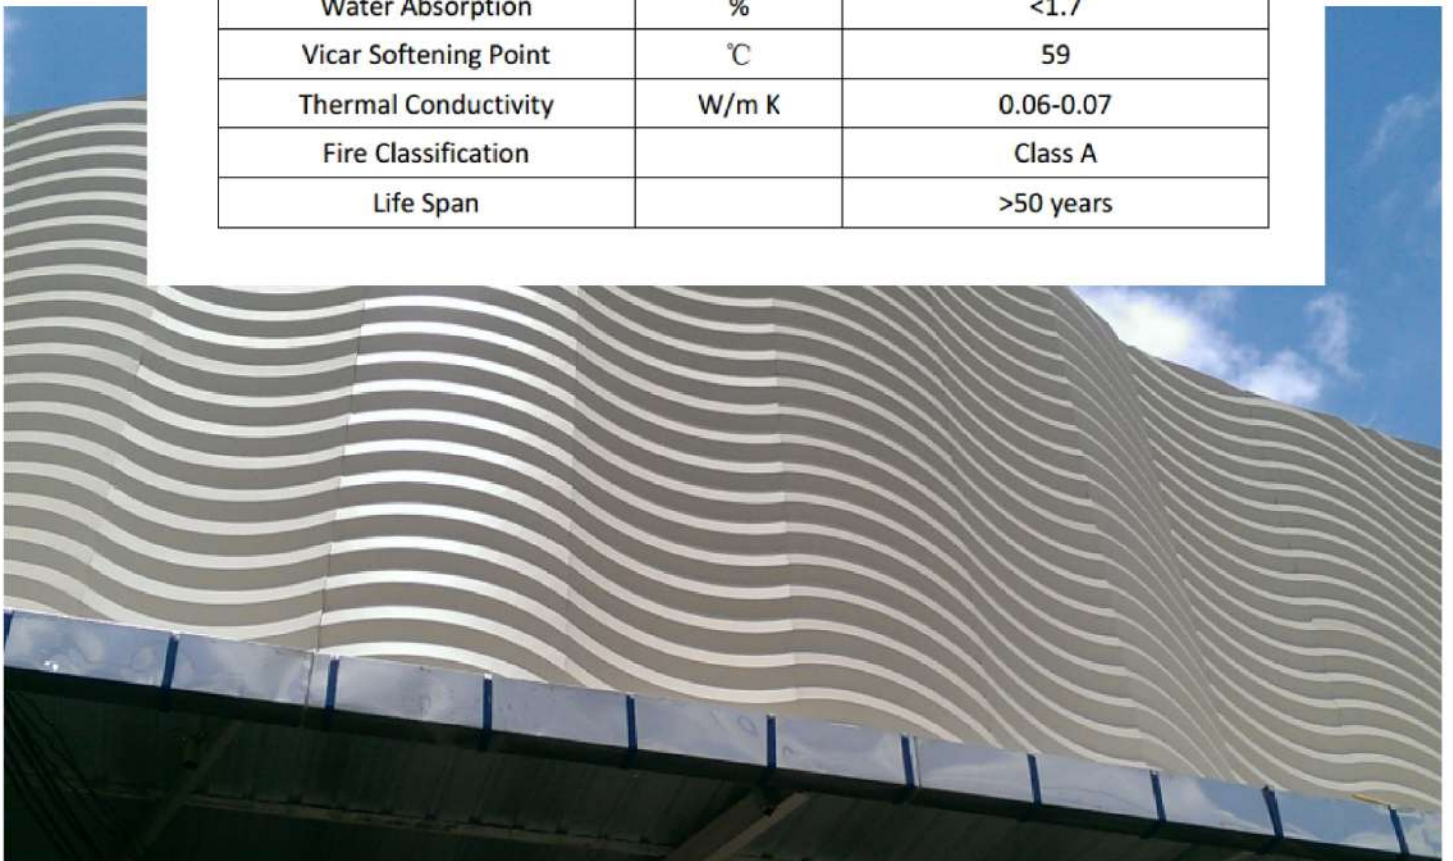 Water Absorption % <1.7
Vicar Softening Point ℃ 59
Thermal Conductivity W/m K 0.06-0.07
Fire Classification Class A
Life Span >50 years